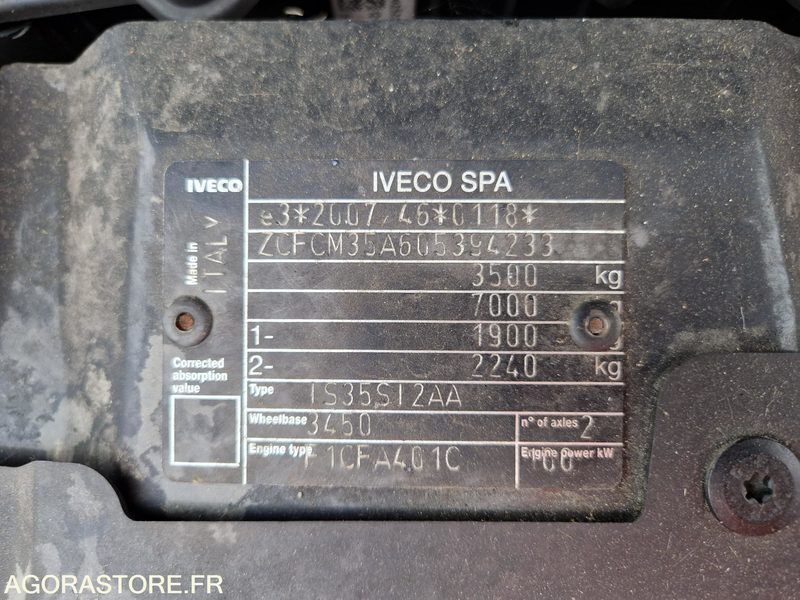 IVECO IVECO SPA
e3*2007/46*0118*
ZCFCM35A605394233
3500 kg
7000
1- 1900
2- 2240 kg
Made in ITALY
Corrected
absorption
value
Type IS35SI2AA
Wheelbase 3450 n° of axles 2
Engine type F1CFA401C Engine power kW
AGORASTORE.FR